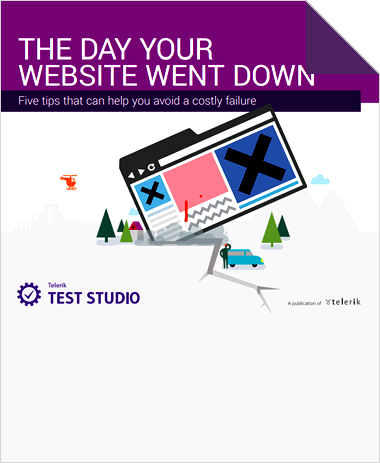 THE DAY YOUR
WEBSITE WENT DOWN
Five tips that can help you avoid a costly failure
Telerik
TEST STUDIO
A publication of telerik